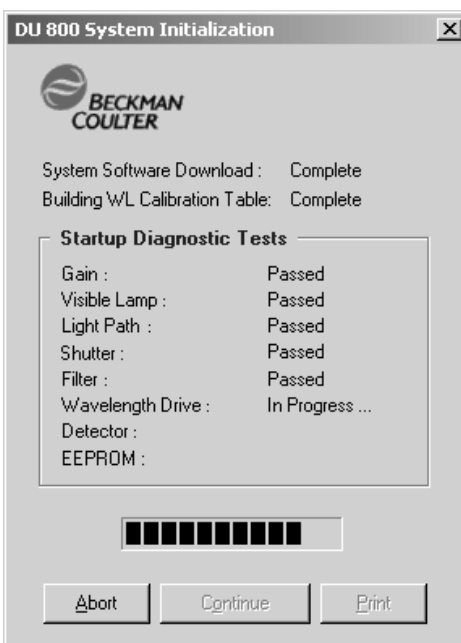 DU 800 System Initialization
BECKMAN
COULTER
System Software Download : Complete
Building WL Calibration Table: Complete
Startup Diagnostic Tests
Gain : Passed
Visible Lamp : Passed
Light Path : Passed
Shutter : Passed
Filter : Passed
Wavelength Drive : In Progress ...
Detector :
EEPROM :
Abort Continue Print